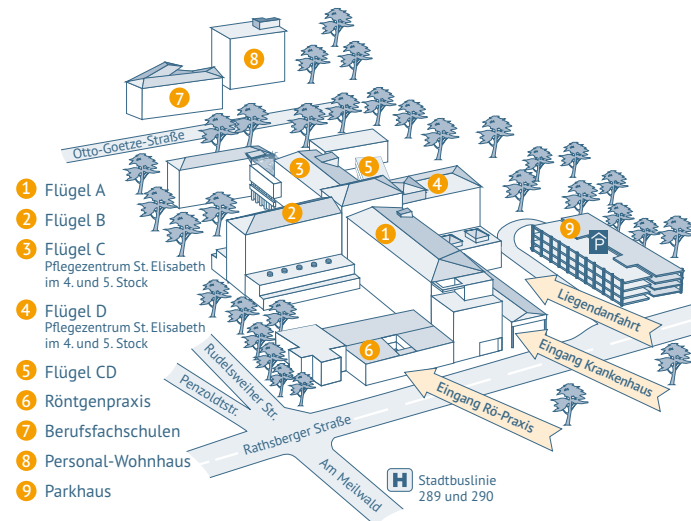 8
7
Otto-Goetze-Straße
3
5
4
2
1
9
P
6
1 Flügel A
2 Flügel B
3 Flügel C
Pflegezentrum St. Elisabeth
im 4. und 5. Stock
4 Flügel D
Pflegezentrum St. Elisabeth
im 4. und 5. Stock
5 Flügel CD
6 Röntgenpraxis
7 Berufsfachschulen
8 Personal-Wohnhaus
9 Parkhaus
Liegendanfahrt
Eingang Krankenhaus
Eingang Rö-Praxis
Rudelsweiher Str.
Penzoldtstr.
Rathsberger Straße
Am Meilwald
H Stadtbuslinie
289 und 290